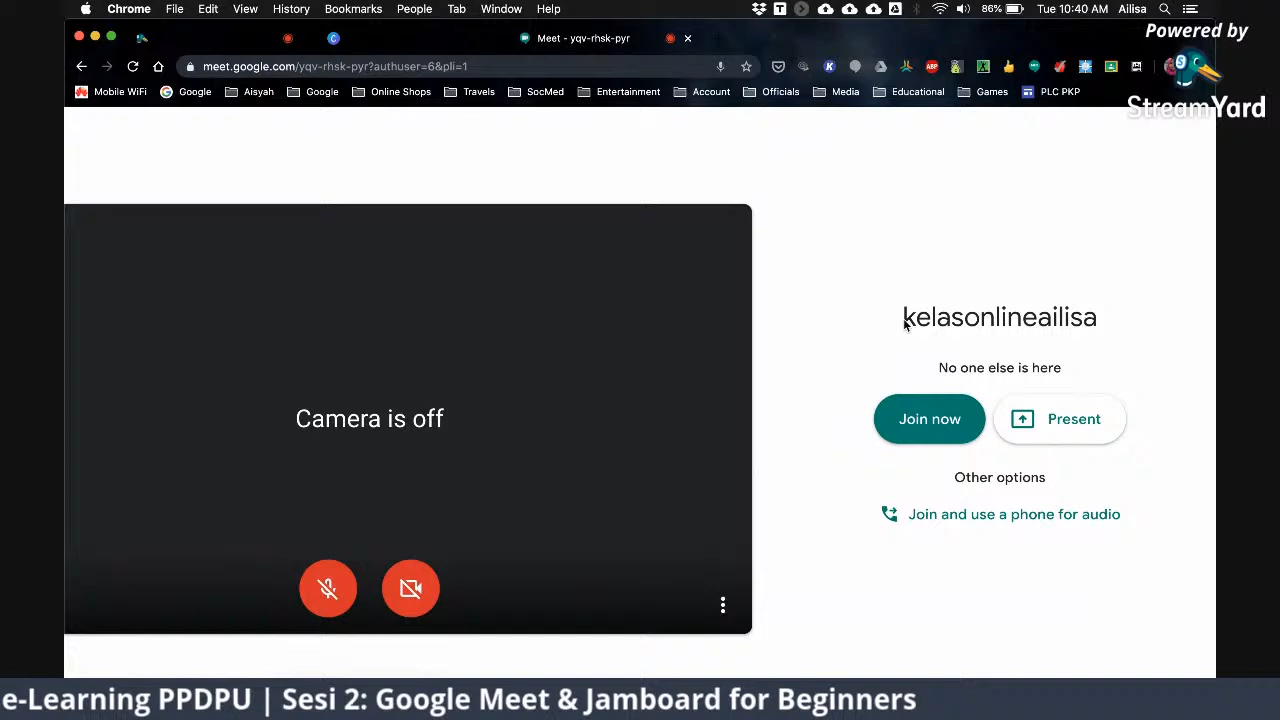 Chrome File Edit View History Bookmarks People Tab Window Help 86% Tue 10:40 AM Ailisa
Powered by
StreamYard
Meet - yqv-rhsk-pyr
meet.google.com/yqv-rhsk-pyr?authuser=6&pli=1
Mobile WiFi Google Aisyah Google Online Shops Travels SocMed Entertainment Account Officials Media Educational Games PLC PKP
kelasonlineailisa
No one else is here
Camera is off
Join now Present
Other options
Join and use a phone for audio
e-Learning PPDPU | Sesi 2: Google Meet & Jamboard for Beginners